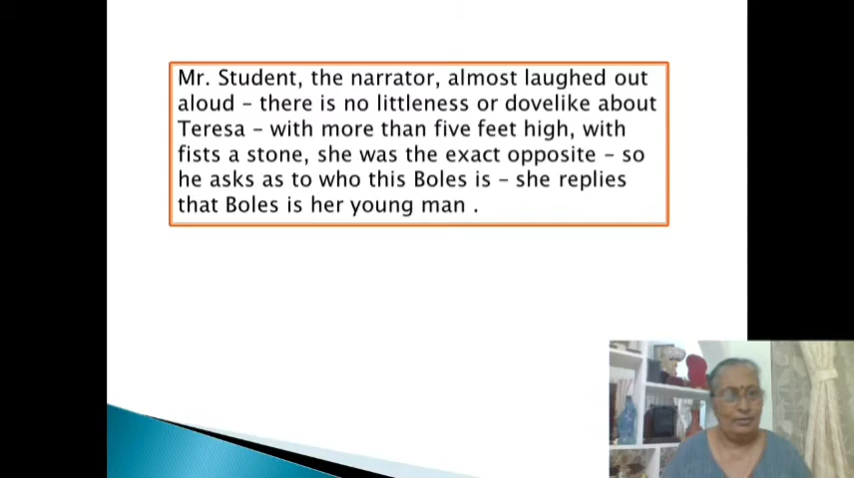 Mr. Student, the narrator, almost laughed out
aloud – there is no littleness or dovelike about
Teresa – with more than five feet high, with
fists a stone, she was the exact opposite – so
he asks as to who this Boles is – she replies
that Boles is her young man .